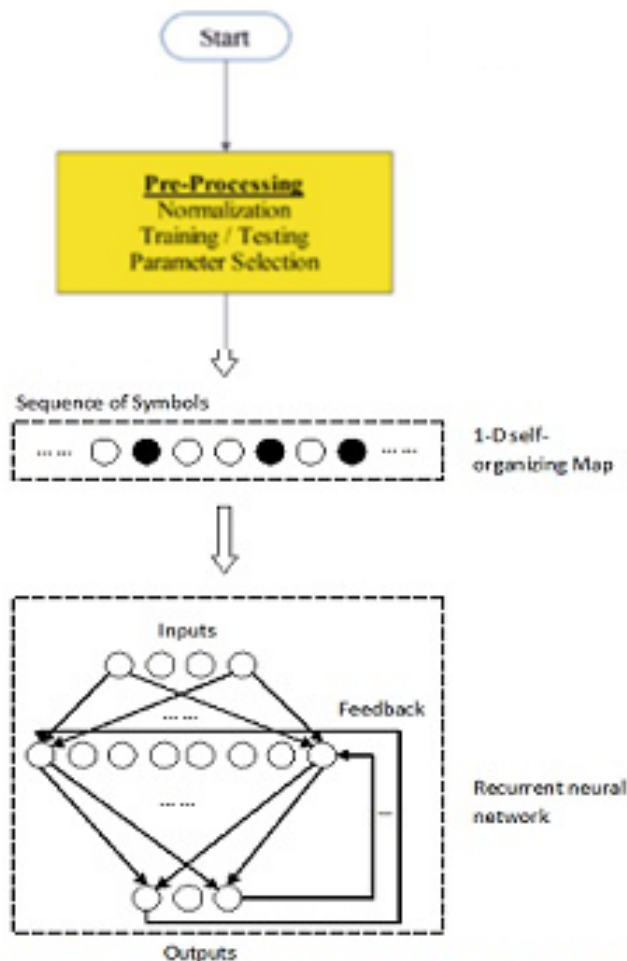 Start
Pre-Processing
Normalization
Training / Testing
Parameter Selection
Sequence of Symbols
... ...
... ...
1-D self-
organizing Map
Inputs
... ...
Feedback
... ...
...
Recurrent neural
network
Outputs